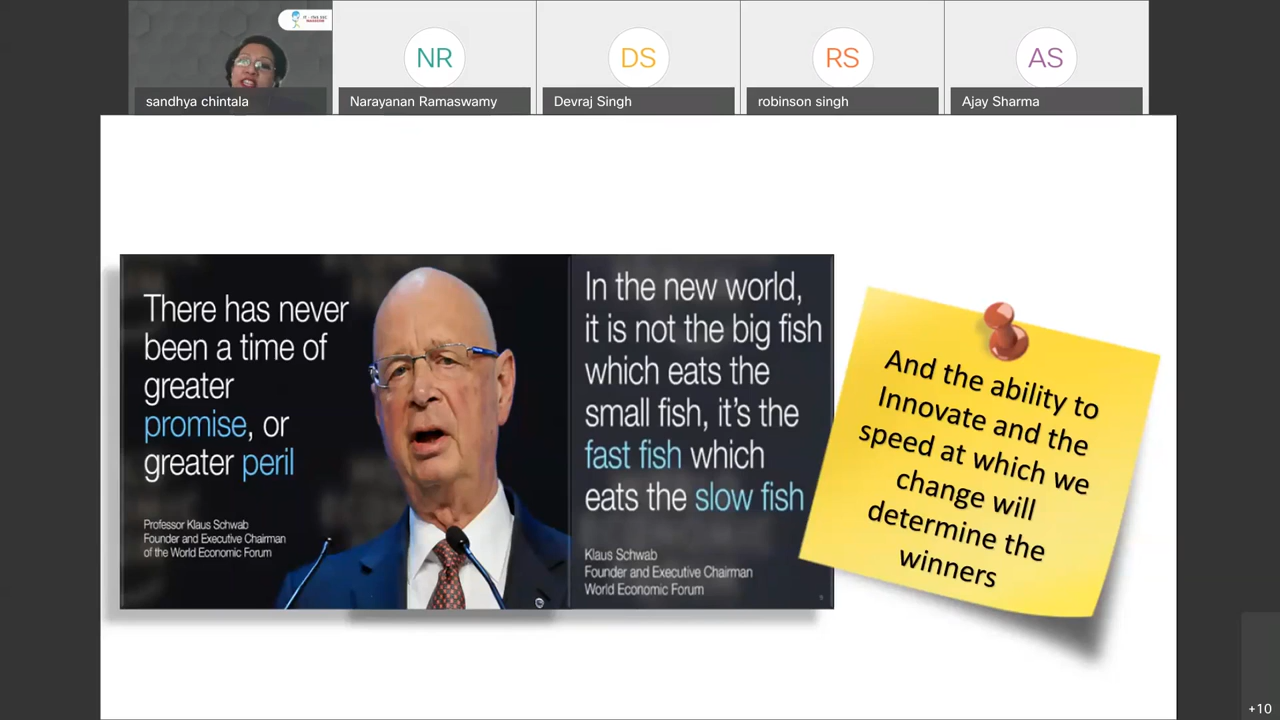 NR
DS
RS
AS
sandhya chintala
Narayanan Ramaswamy
Devraj Singh
robinson singh
Ajay Sharma
There has never
been a time of
greater
promise, or
greater peril
Professor Klaus Schwab
Founder and Executive Chairman
of the World Economic Forum
In the new world,
it is not the big fish
which eats the
small fish, it's the
fast fish which
eats the slow fish
Klaus Schwab
Founder and Executive Chairman
World Economic Forum
And the ability to
Innovate and the
speed at which we
change will
determine the
winners
+10